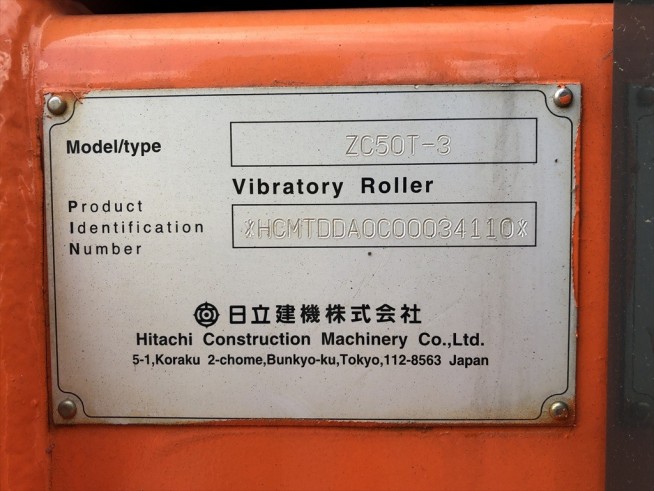 Model/type ZC50T-3
Vibratory Roller
Product
Identification *HCMTDDA0C00034110*
Number
日立建機株式会社
Hitachi Construction Machinery Co.,Ltd.
5-1,Koraku 2-chome,Bunkyo-ku,Tokyo,112-8563 Japan